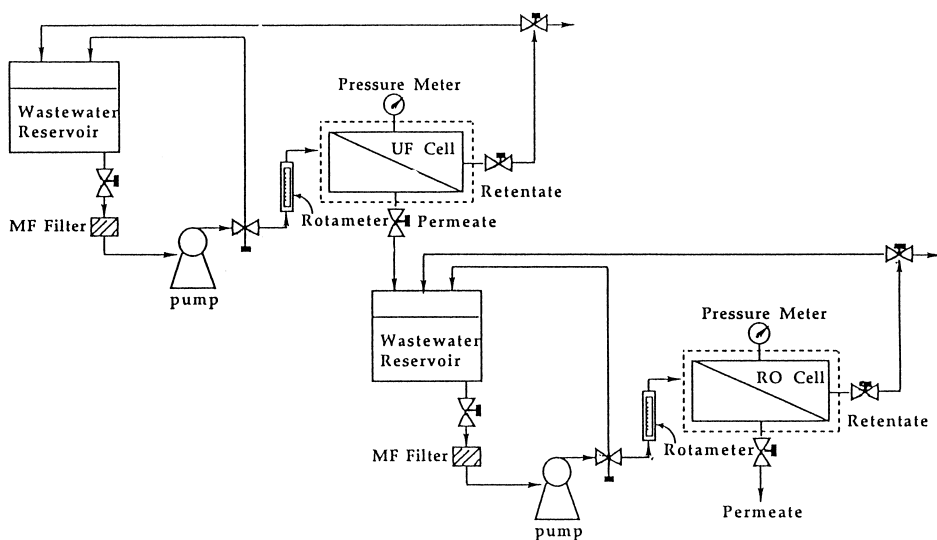 Pressure Meter
Wastewater
Reservoir
UF Cell
Retentate
MF Filter
Rotameter
Permeate
pump
Pressure Meter
Wastewater
Reservoir
RO Cell
Retentate
MF Filter
Rotameter
Permeate
pump